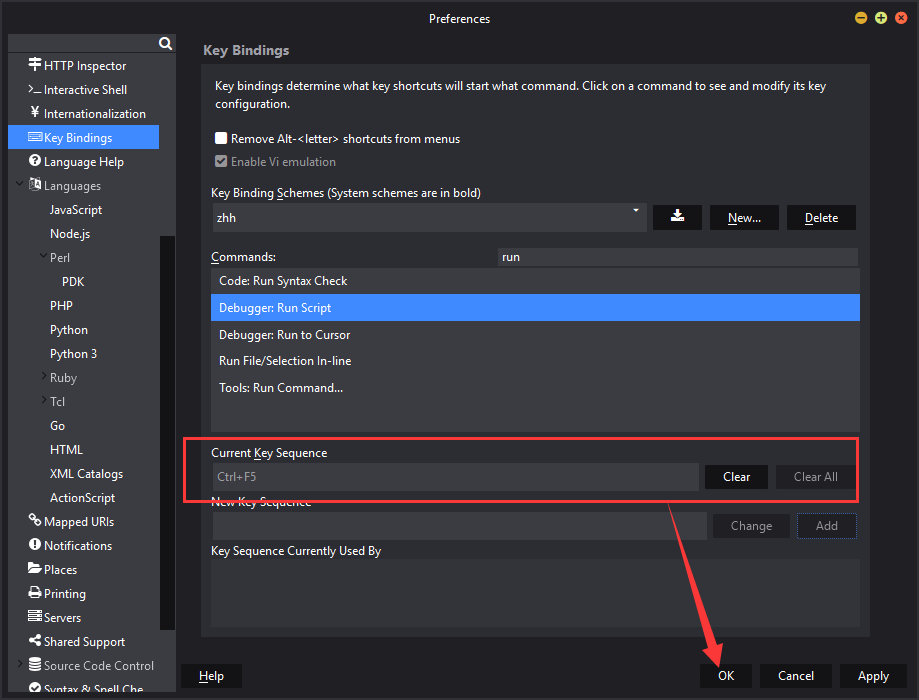 Preferences
HTTP Inspector
Interactive Shell
Internationalization
Key Bindings
Language Help
Languages
JavaScript
Node.js
Perl
PDK
PHP
Python
Python 3
Ruby
Tcl
Go
HTML
XML Catalogs
ActionScript
Mapped URIs
Notifications
Places
Printing
Servers
Shared Support
Source Code Control
Syntax & Spell Che
Key Bindings
Key bindings determine what key shortcuts will start what command. Click on a command to see and modify its key
configuration.
Remove Alt-<letter> shortcuts from menus
Enable Vi emulation
Key Binding Schemes (System schemes are in bold)
zhh
New...
Delete
Commands:
run
Code: Run Syntax Check
Debugger: Run Script
Debugger: Run to Cursor
Run File/Selection In-line
Tools: Run Command...
Current Key Sequence
Ctrl+F5
Clear
Clear All
New Key Sequence
Change
Add
Key Sequence Currently Used By
Help
OK
Cancel
Apply